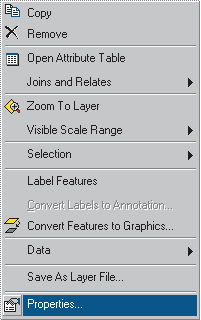 Copy
Remove
Open Attribute Table
Joins and Relates
Zoom To Layer
Visible Scale Range
Selection
Label Features
Convert Labels to Annotation...
Convert Features to Graphics...
Data
Save As Layer File...
Properties...